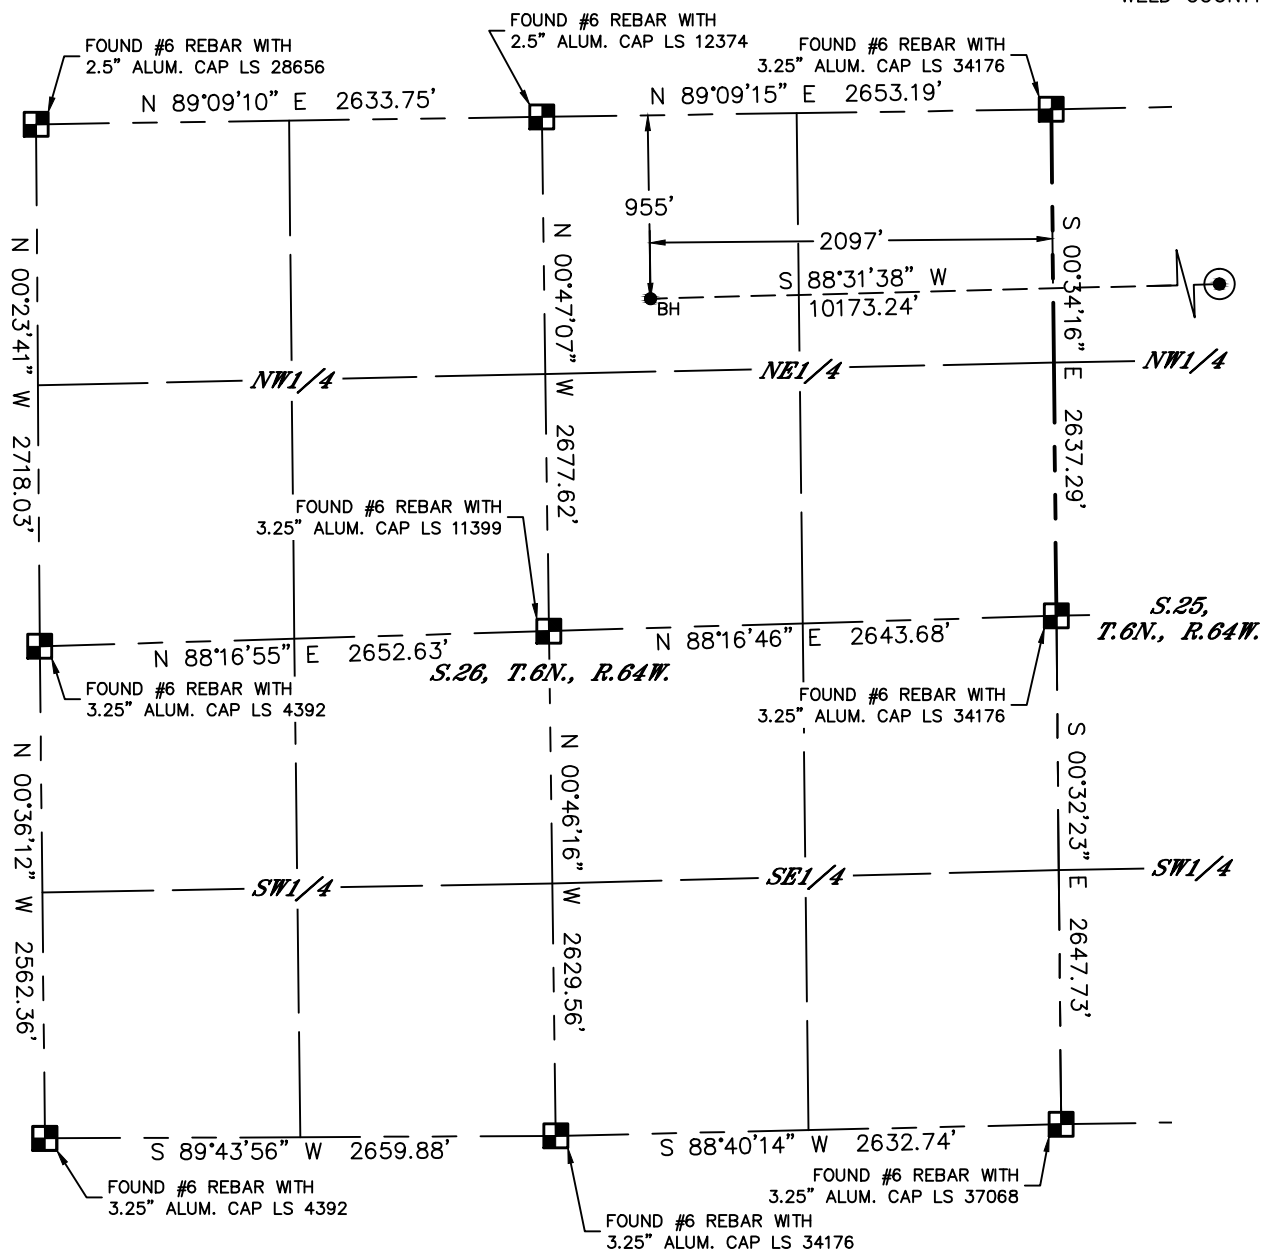 FOUND #6 REBAR WITH
2.5" ALUM. CAP LS 12374
FOUND #6 REBAR WITH
2.5" ALUM. CAP LS 28656
FOUND #6 REBAR WITH
3.25" ALUM. CAP LS 34176
N 89°09'10" E 2633.75'
N 89°09'15" E 2653.19'
955'
2097'
S 88°31'38" W
10173.24'
BH
N 00°23'41" W 2718.03'
N 00°47'07" W 2677.62'
S 00°34'16" E 2637.29'
NW1/4
NE1/4
NW1/4
FOUND #6 REBAR WITH
3.25" ALUM. CAP LS 11399
S.25,
T.6N., R.64W.
N 88°16'55" E 2652.63'
N 88°16'46" E 2643.68'
S.26, T.6N., R.64W.
FOUND #6 REBAR WITH
3.25" ALUM. CAP LS 4392
FOUND #6 REBAR WITH
3.25" ALUM. CAP LS 34176
N 00°36'12" W 2562.36'
N 00°46'16" W 2629.56'
S 00°32'23" E 2647.73'
SW1/4
SE1/4
SW1/4
S 89°43'56" W 2659.88'
S 88°40'14" W 2632.74'
FOUND #6 REBAR WITH
3.25" ALUM. CAP LS 4392
FOUND #6 REBAR WITH
3.25" ALUM. CAP LS 37068
FOUND #6 REBAR WITH
3.25" ALUM. CAP LS 34176